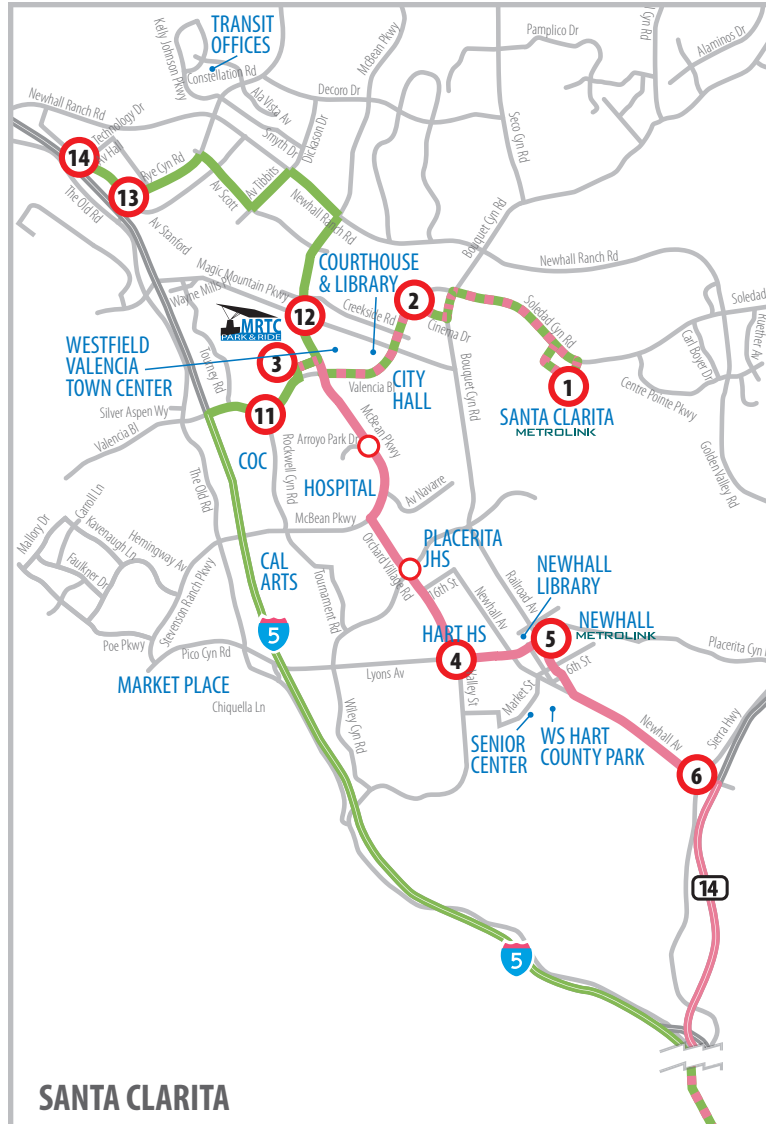 TRANSIT
OFFICES
Kelly Johnson Pkwy
Constellation Rd
McBean Pkwy
Pamplico Dr
Alaminos Dr
Newhall Ranch Rd
Technology Dr
Ala Vista Av
Decoro Dr
Smyth Dr
Dickason Dr
Seco Cyn Rd
14
Av Hall
Rye Cyn Rd
13
The Old Rd
Av Stanford
Av Scott
Av Tibbits
Newhall Ranch Rd
Bouquet Cyn Rd
Newhall Ranch Rd
COURTHOUSE
& LIBRARY
Magic Mountain Pkwy
Wayne Mills Pl
Creekside Rd
2
Cinema Dr
Soledad Cyn Rd
Soledad
Ruether Av
12
MRTC
PARK & RIDE
WESTFIELD
VALENCIA
TOWN CENTER
3
Tourney Rd
Valencia Bl
CITY
HALL
Bouquet Cyn Rd
1
Carl Boyer Dr
Centre Pointe Pkwy
SANTA CLARITA
METROLINK
Silver Aspen Wy
Valencia Bl
11
COC
Rockwell Cyn Rd
Arroyo Park Dr
McBean Pkwy
Golden Valley Rd
The Old Rd
HOSPITAL
Av Navarre
McBean Pkwy
Mallory Dr
Carroll Ln
Kavenaugh Ln
Hemingway Av
Faulkner Dr
CAL
ARTS
Orchard Village Rd
PLACERITA
JHS
16th St
Newhall Av
Railroad Av
NEWHALL
LIBRARY
Stevenson Ranch Pkwy
Tournament Rd
5
Poe Pkwy
Pico Cyn Rd
HART HS
4
5
NEWHALL
METROLINK
Placerita Cyn R
6th St
MARKET PLACE
Lyons Av
Valley St
Market St
Chiquella Ln
Wiley Cyn Rd
SENIOR
CENTER
WS HART
COUNTY PARK
Newhall Av
Sierra Hwy
6
14
5
SANTA CLARITA